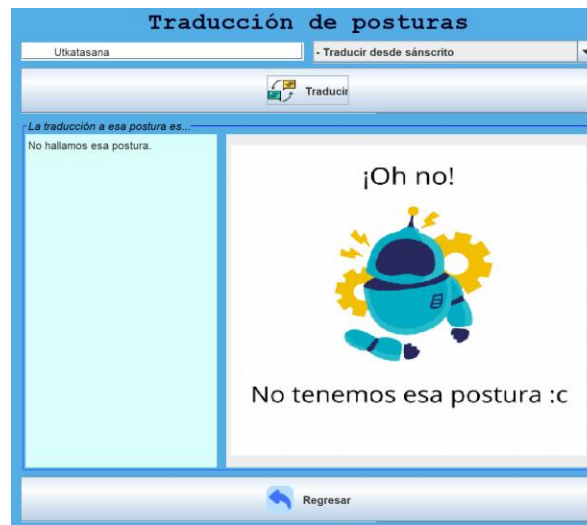 Traducción de posturas
Utkatasana
- Traducir desde sánscrito
Traducir
La traducción a esa postura es...
No hallamos esa postura.
¡Oh no!
No tenemos esa postura :c
Regresar